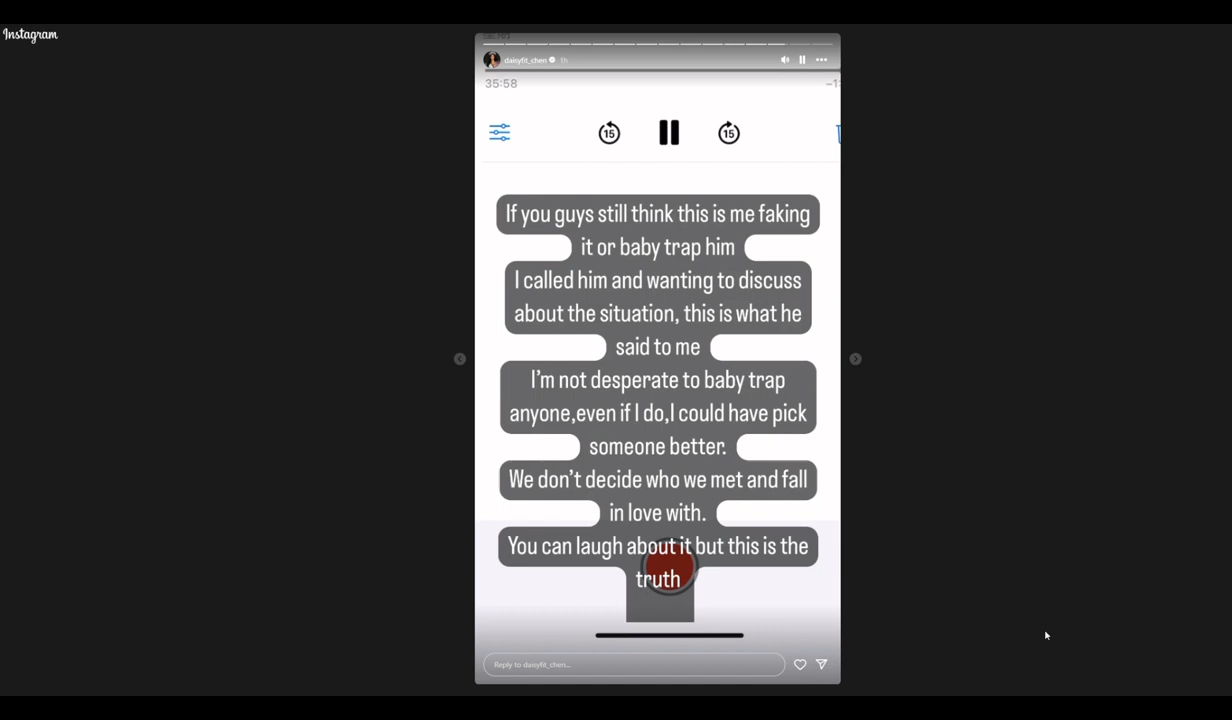 Instagram
daisyfit_chen 1h
35:58
15 15
If you guys still think this is me faking
it or baby trap him
I called him and wanting to discuss
about the situation, this is what he
said to me
I'm not desperate to baby trap
anyone,even if I do,I could have pick
someone better.
We don't decide who we met and fall
in love with.
You can laugh about it but this is the
truth
Reply to daisyfit_chen...